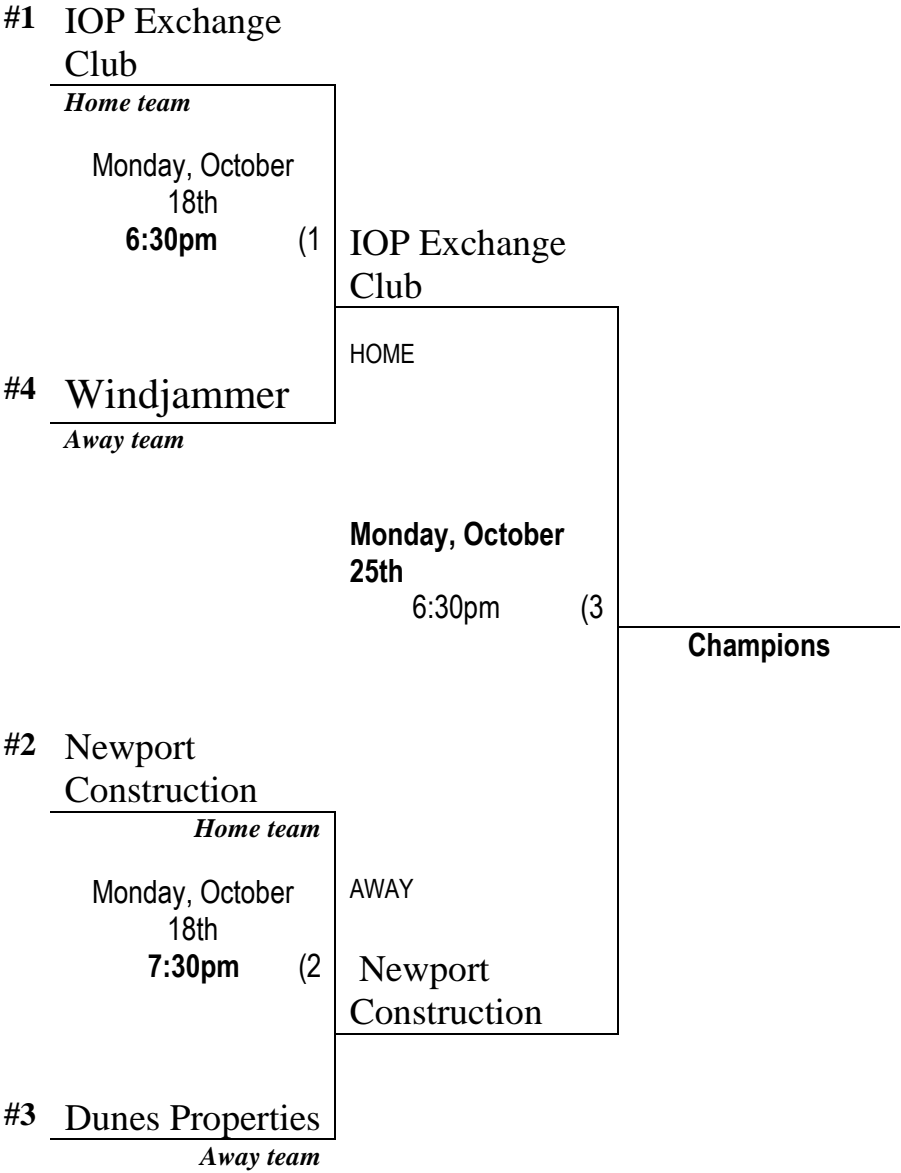 #1 IOP Exchange
Club
Home team
Monday, October
18th
6:30pm (1
IOP Exchange
Club
HOME
#4 Windjammer
Away team
Monday, October
25th
6:30pm (3
Champions
#2 Newport
Construction
Home team
Monday, October
18th
7:30pm (2
AWAY
Newport
Construction
#3 Dunes Properties
Away team